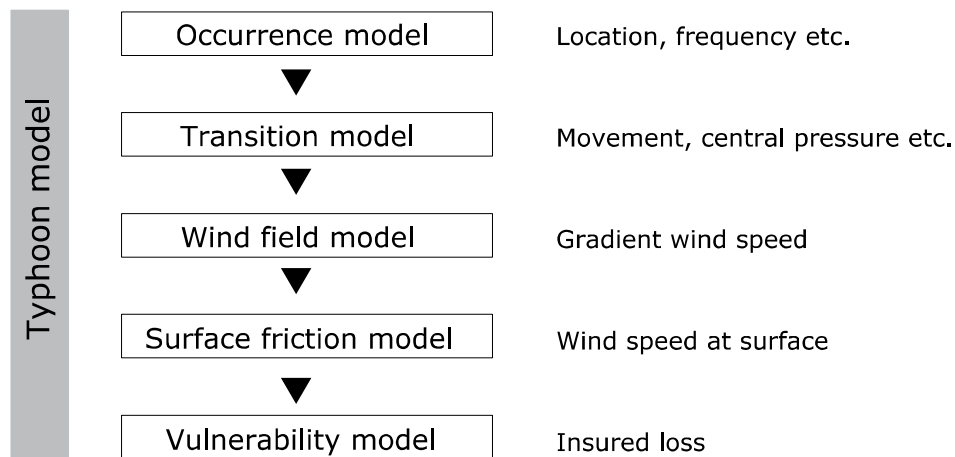 Typhoon model
Occurrence model
Location, frequency etc.
Transition model
Movement, central pressure etc.
Wind field model
Gradient wind speed
Surface friction model
Wind speed at surface
Vulnerability model
Insured loss